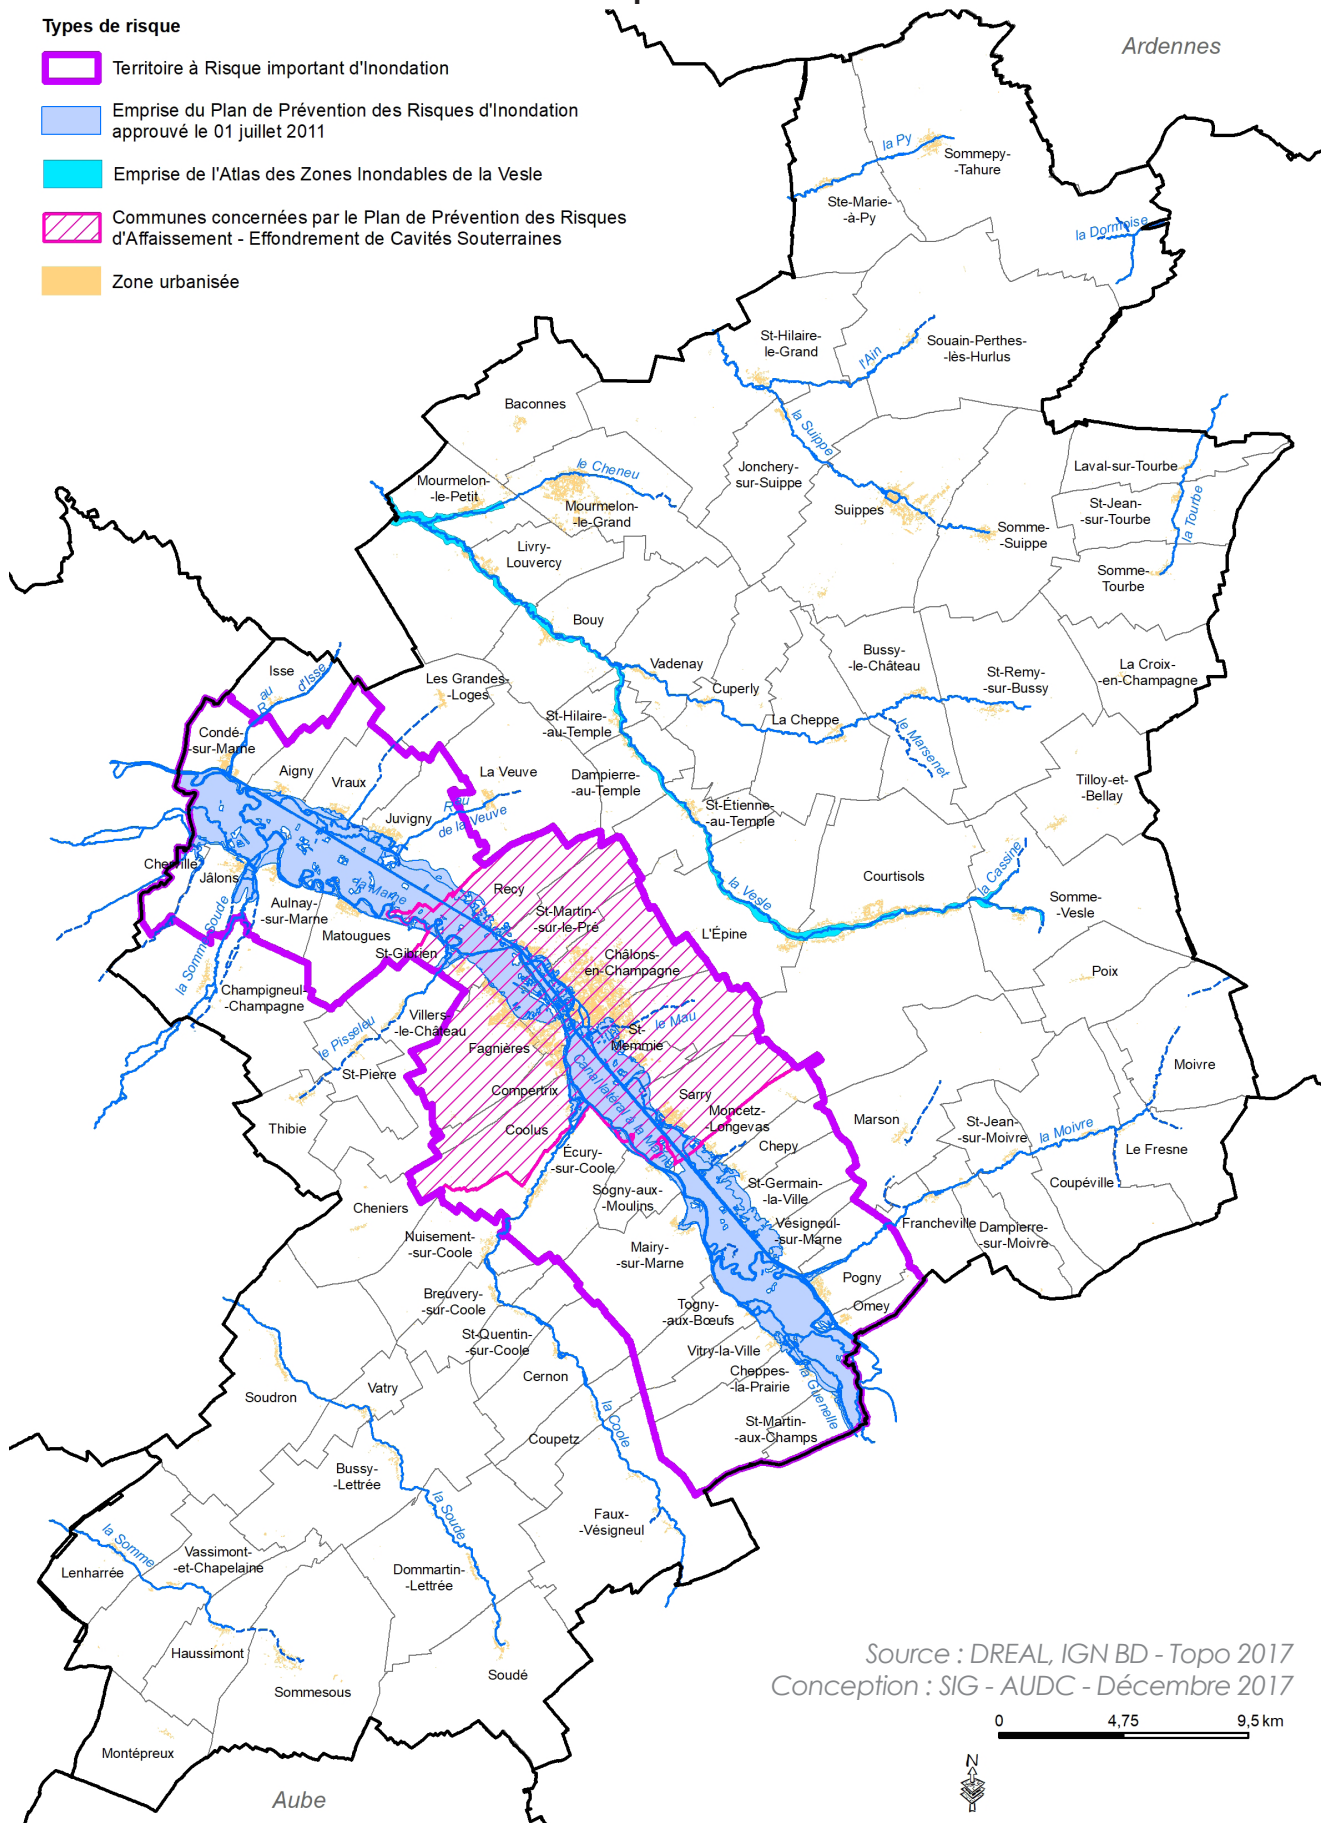 Types de risque
Territoire à Risque important d'Inondation
Emprise du Plan de Prévention des Risques d'Inondation
approuvé le 01 juillet 2011
Emprise de l'Atlas des Zones Inondables de la Vesle
Communes concernées par le Plan de Prévention des Risques
d'Affaissement - Effondrement de Cavités Souterraines
Zone urbanisée
Ardennes
la Py
Sommepy-
-Tahure
Ste-Marie-
-à-Py
la Dormoise
St-Hilaire-
le-Grand
l'Ain
Souain-Perthes-
-lès-Hurlus
Baconnes
la Suippe
le Cheneu
Mourmelon-
-le-Petit
Mourmelon-
-le-Grand
Jonchery-
sur-Suippe
Suippes
Somme-
-Suippe
Laval-sur-Tourbe
St-Jean-
-sur-Tourbe
la Tourbe
Somme-
Tourbe
Livry-
Louvercy
Bouy
Vadenay
Cuperly
Bussy-
-le-Château
St-Remy-
-sur-Bussy
La Croix-
-en-Champagne
La Cheppe
le Marsenet
Isse
Rau
d'Isse
Les Grandes-
-Loges
St-Hilaire-
-au-Temple
Condé-
-sur-Marne
Aigny
Vraux
La Veuve
Dampierre-
-au-Temple
St-Étienne-
-au-Temple
Tilloy-et-
-Bellay
Juvigny
Rau
de la Veuve
Cherville
Jâlons
la Marne
Recy
la Vesle
Courtisols
la Cassine
Somme-
-Vesle
Aulnay-
-sur-Marne
St-Martin-
-sur-le-Pré
L'Épine
Matougues
St-Gibrien
Châlons-
en-Champagne
la Somme-Soude
Champigneul-
-Champagne
Poix
Villers-
-le-Château
le Pisseleu
le Mau
St-
Memmie
Fagnières
St-Pierre
Compertrix
Canal latéral à la Marne
Sarry
Moncetz-
-Longevas
Moivre
Marson
St-Jean-
-sur-Moivre
la Moivre
Thibie
Coolus
Écury-
-sur-Coole
Chepy
Le Fresne
Coupéville
Sogny-aux-
-Moulins
St-Germain-
-la-Ville
Cheniers
Vésigneul-
-sur-Marne
Francheville
Dampierre-
-sur-Moivre
Nuisement-
-sur-Coole
Mairy-
-sur-Marne
Pogny
Omey
Breuvery-
-sur-Coole
Togny-
-aux-Bœufs
St-Quentin-
-sur-Coole
Vitry-la-Ville
Cheppes-
-la-Prairie
la Guenelle
Cernon
Soudron
Vatry
la Coole
St-Martin-
-aux-Champs
Coupetz
Bussy-
-Lettrée
la Soude
Faux-
-Vésigneul
la Somme
Vassimont-
-et-Chapelaine
Lenharrée
Dommartin-
-Lettrée
Haussimont
Sommesous
Soudé
Montépreux
Aube
Source : DREAL, IGN BD - Topo 2017
Conception : SIG - AUDC - Décembre 2017
0 4,75 9,5 km
N